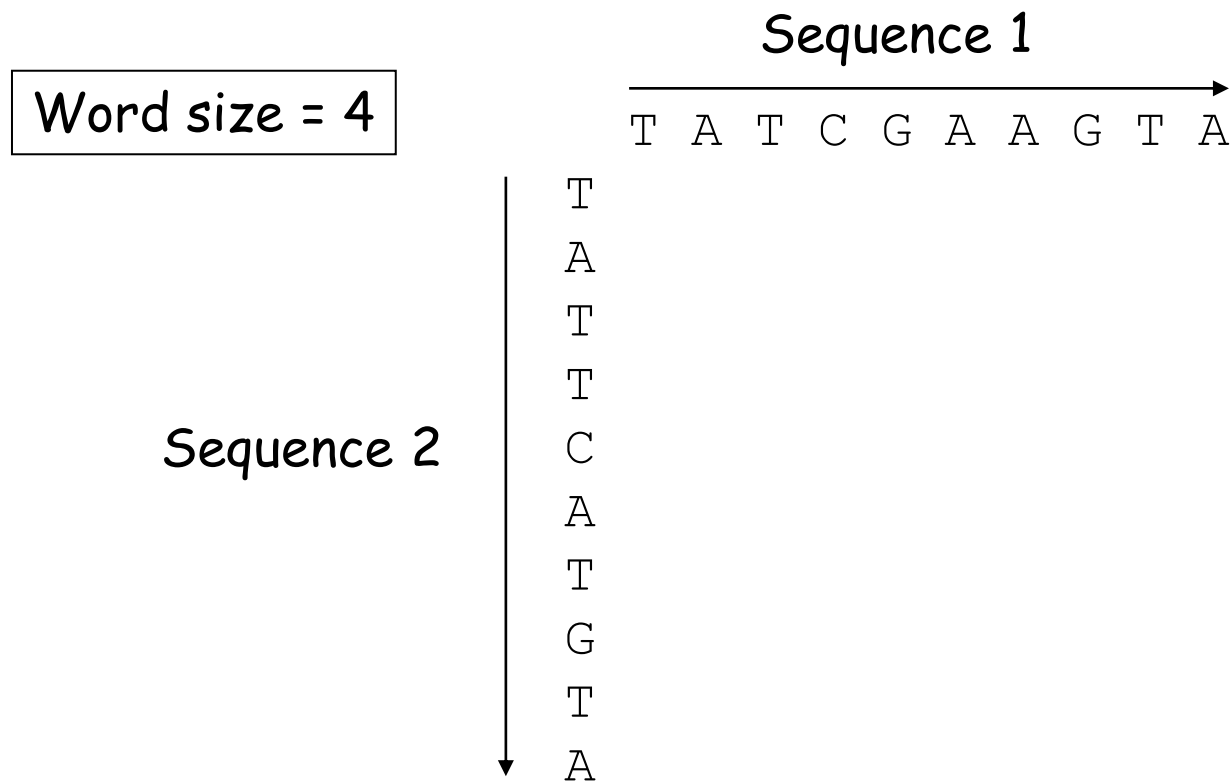 Sequence 1
Word size = 4
T A T C G A A G T A
T
A
T
T
C
Sequence 2
A
T
G
T
A